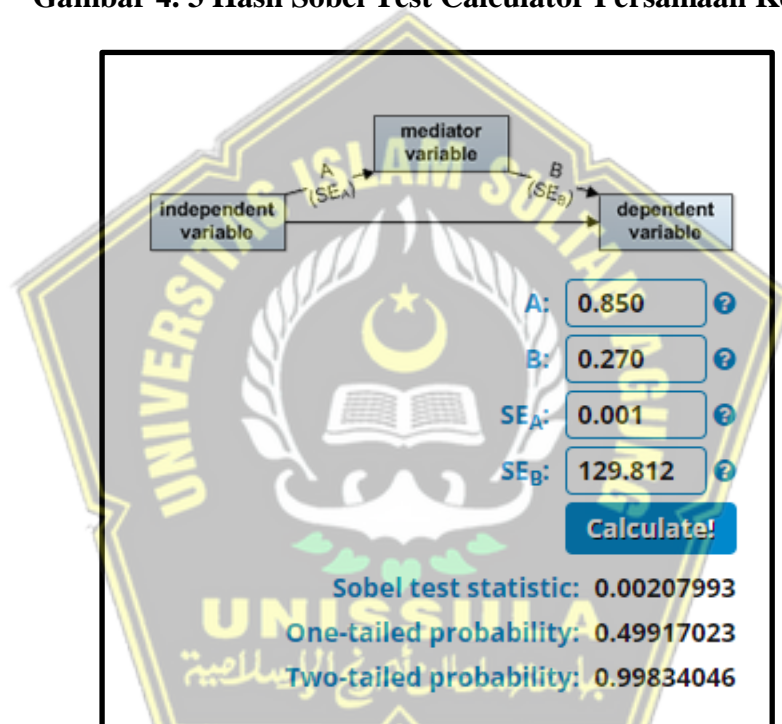 Gambar 4. 3 Hasil Sobel Test Calculator Persamaan Ke
mediator
variable
A
(SEA)
B
(SEB)
independent
variable
dependent
variable
A: 0.850
B: 0.270
SEA: 0.001
SEB: 129.812
Calculate!
Sobel test statistic: 0.00207993
One-tailed probability: 0.49917023
Two-tailed probability: 0.99834046
UNIVERSITAS ISLAM SULTAN AGUNG
UNISSULA